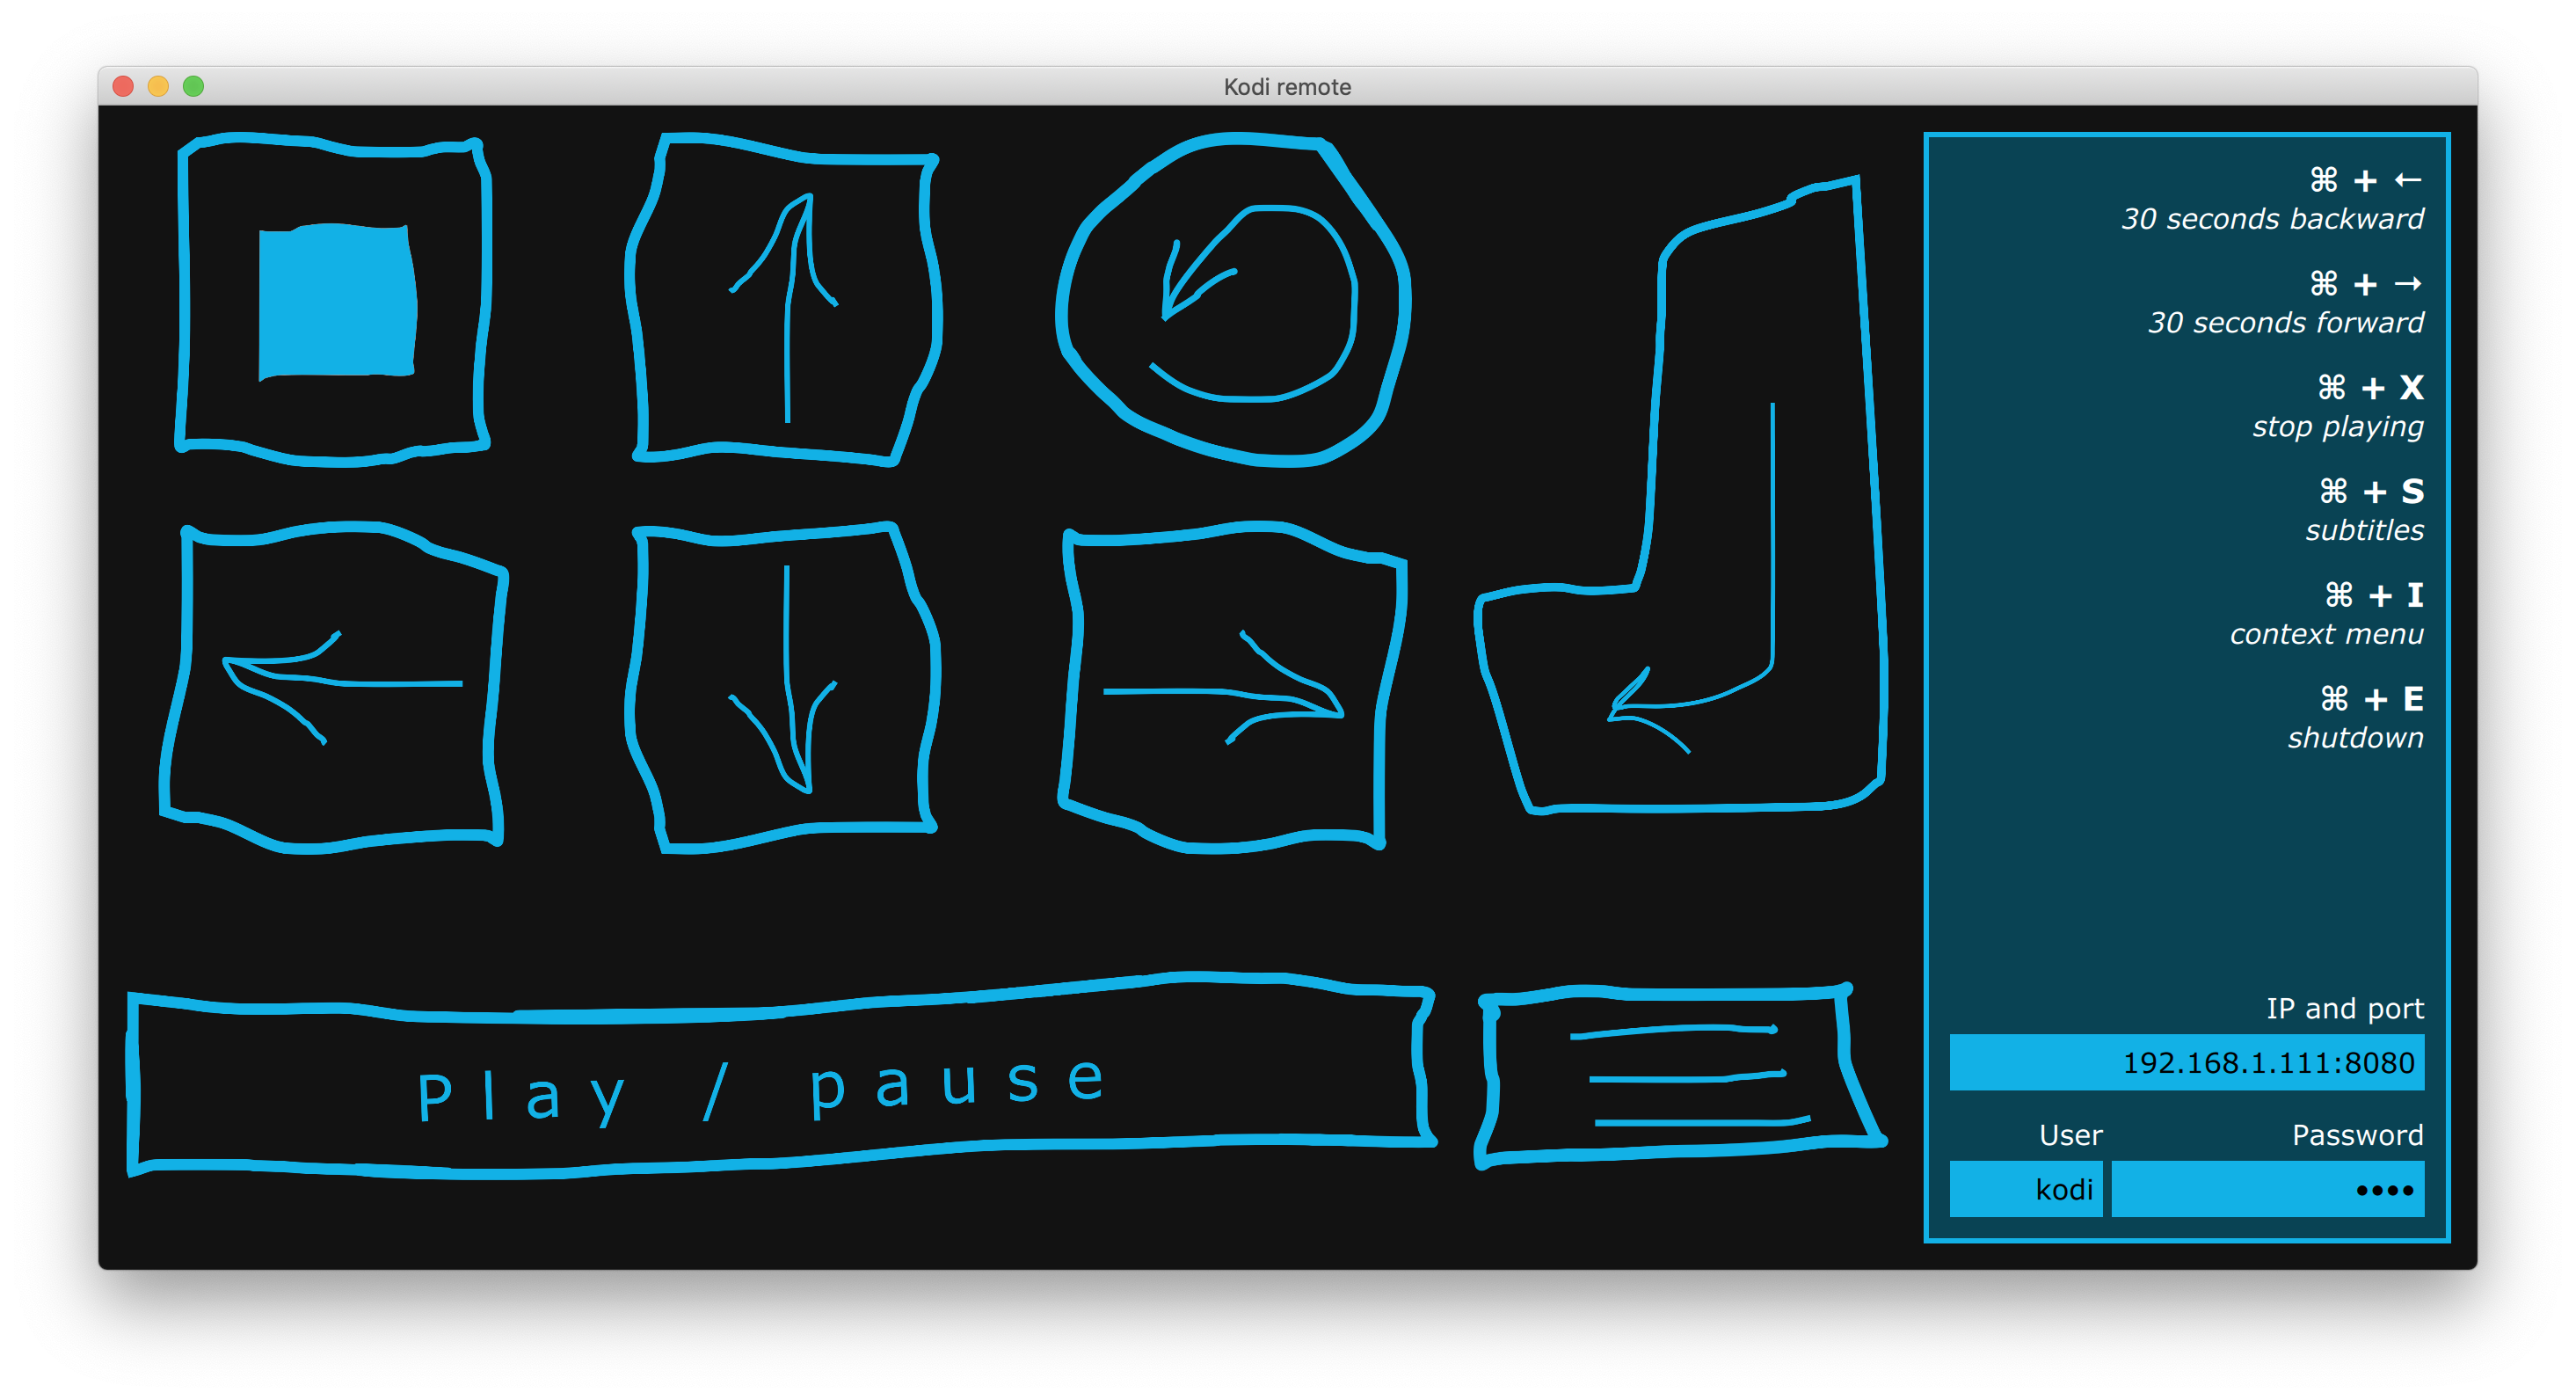 Kodi remote
⌘ + ←
30 seconds backward
⌘ + →
30 seconds forward
⌘ + X
stop playing
⌘ + S
subtitles
⌘ + I
context menu
⌘ + E
shutdown
Play / pause
IP and port
192.168.1.111:8080
User Password
kodi ••••